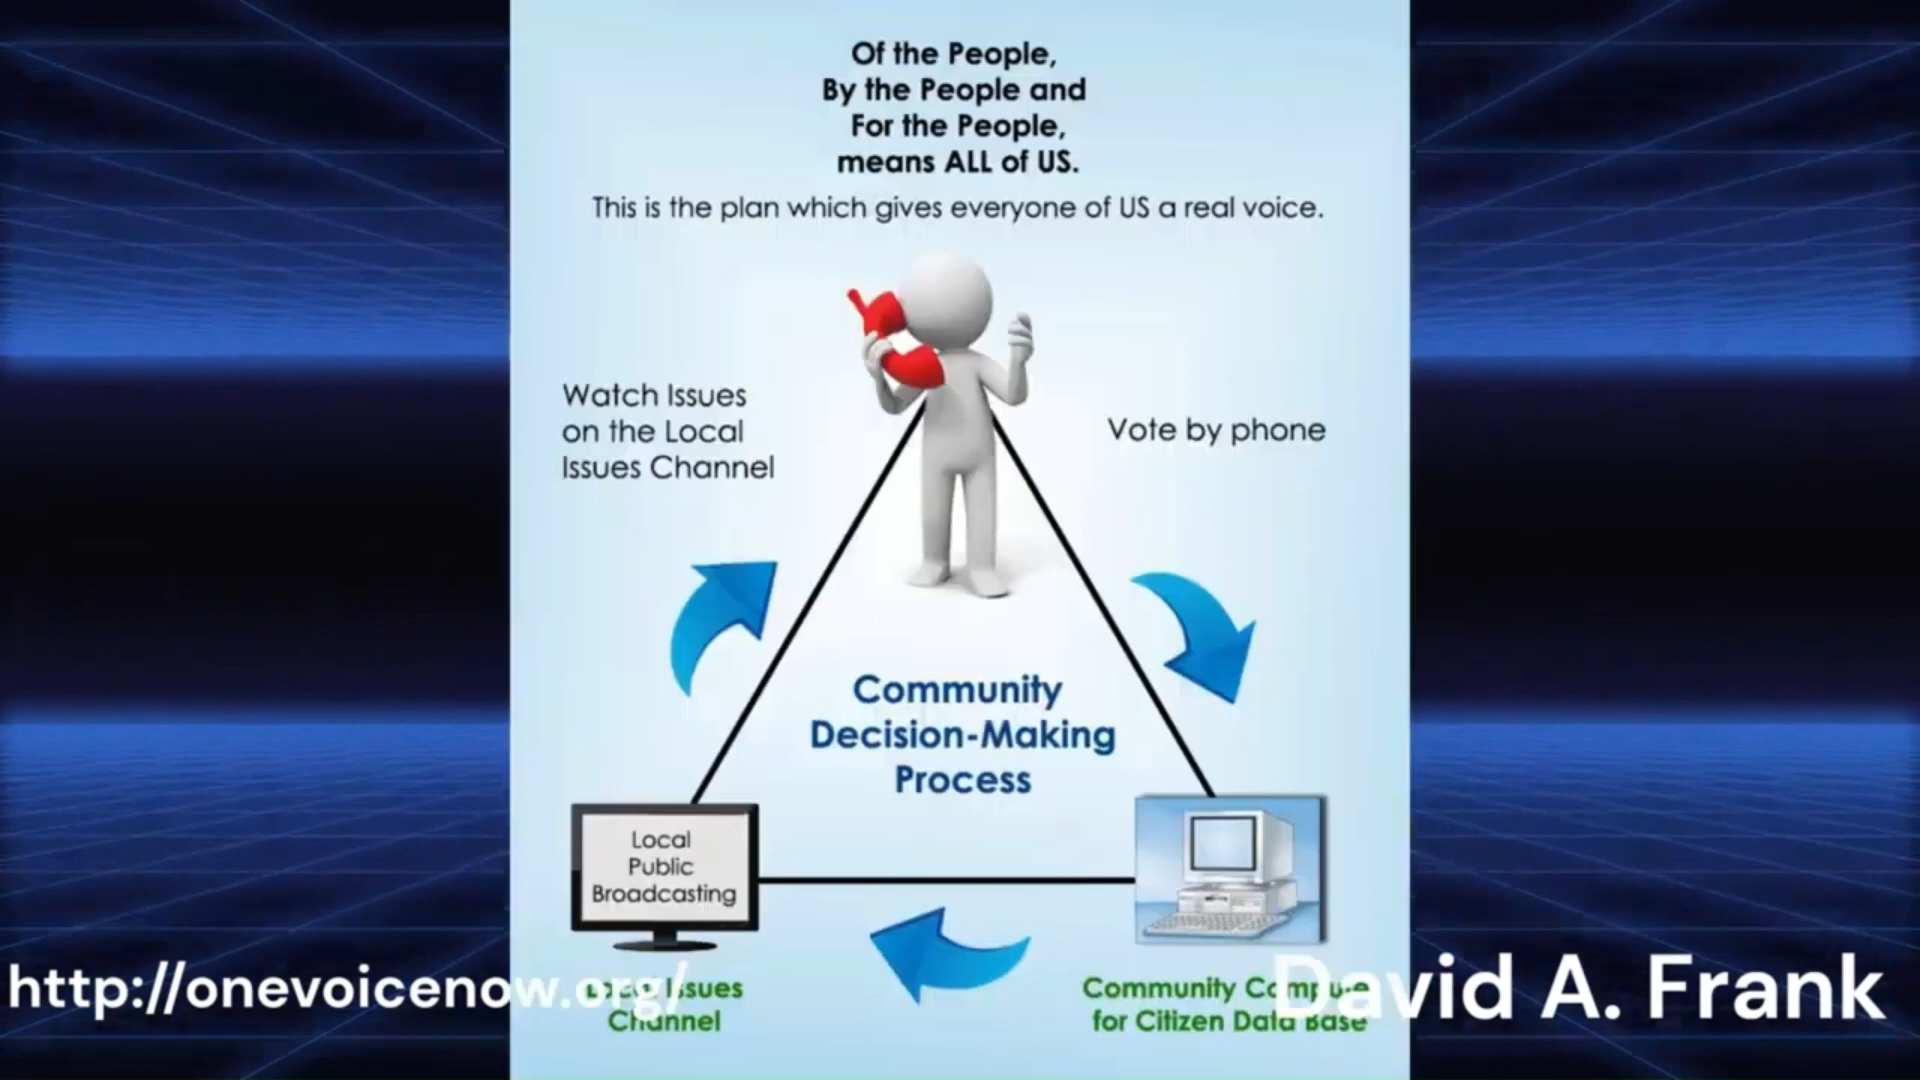 Of the People,
By the People and
For the People,
means ALL of US.
This is the plan which gives everyone of US a real voice.
Watch Issues
on the Local
Issues Channel
Vote by phone
Community
Decision-Making
Process
Local
Public
Broadcasting
http://onevoicenow.org/
Issues
Channel
Community
for Citizen Data Base
David A. Frank